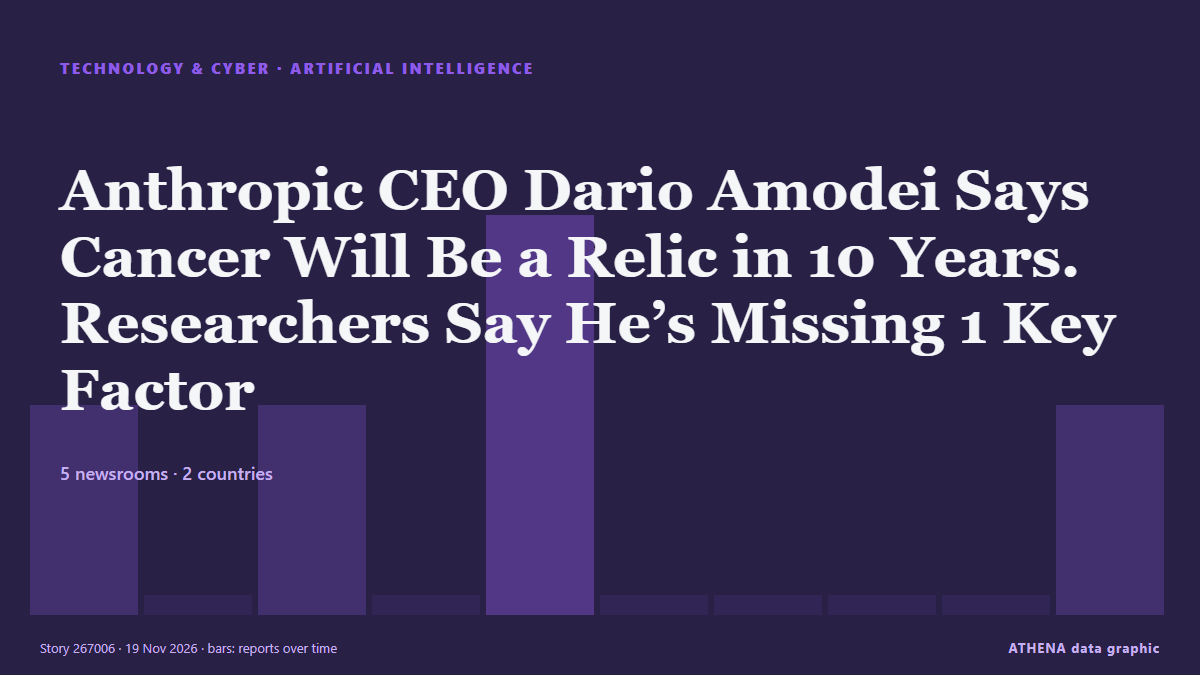 TECHNOLOGY & CYBER · ARTIFICIAL INTELLIGENCE
Anthropic CEO Dario Amodei Says
Cancer Will Be a Relic in 10 Years.
Researchers Say He’s Missing 1 Key
Factor
5 newsrooms · 2 countries
Story 267006 · 19 Nov 2026 · bars: reports over time
ATHENA data graphic